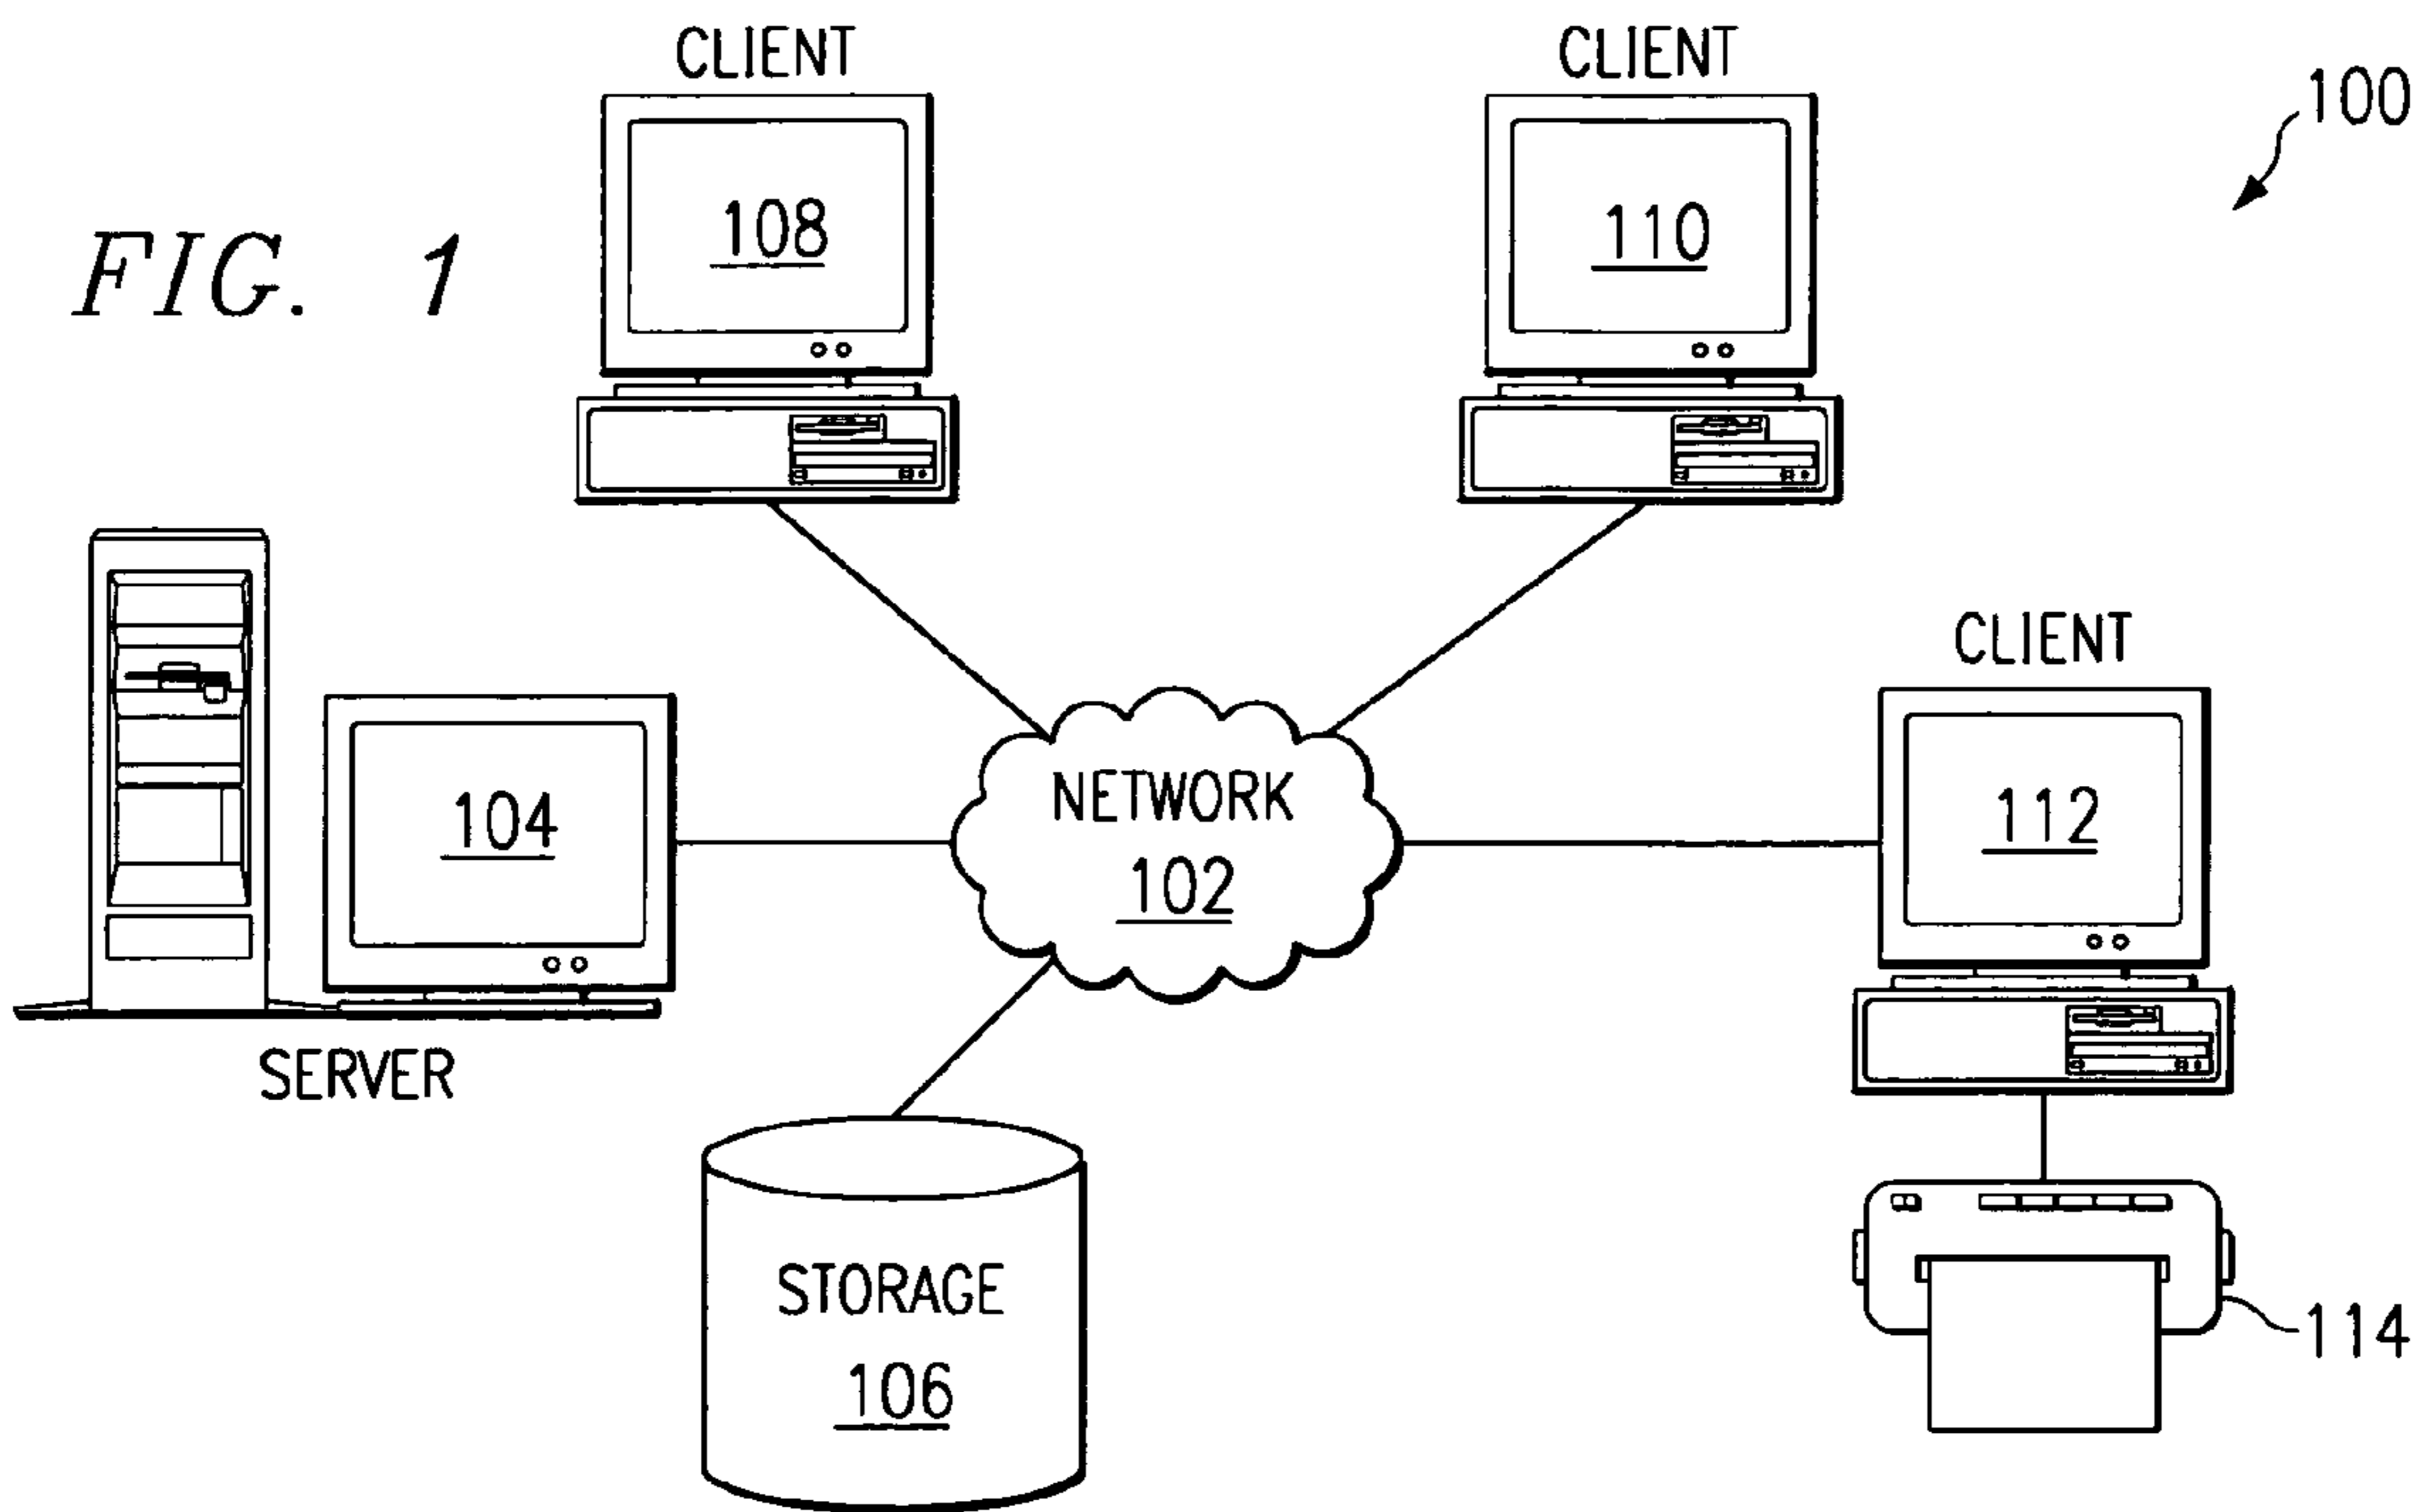 CLIENT
CLIENT
100
108
110
FIG. 1
CLIENT
NETWORK
102
104
112
SERVER
STORAGE
106
114